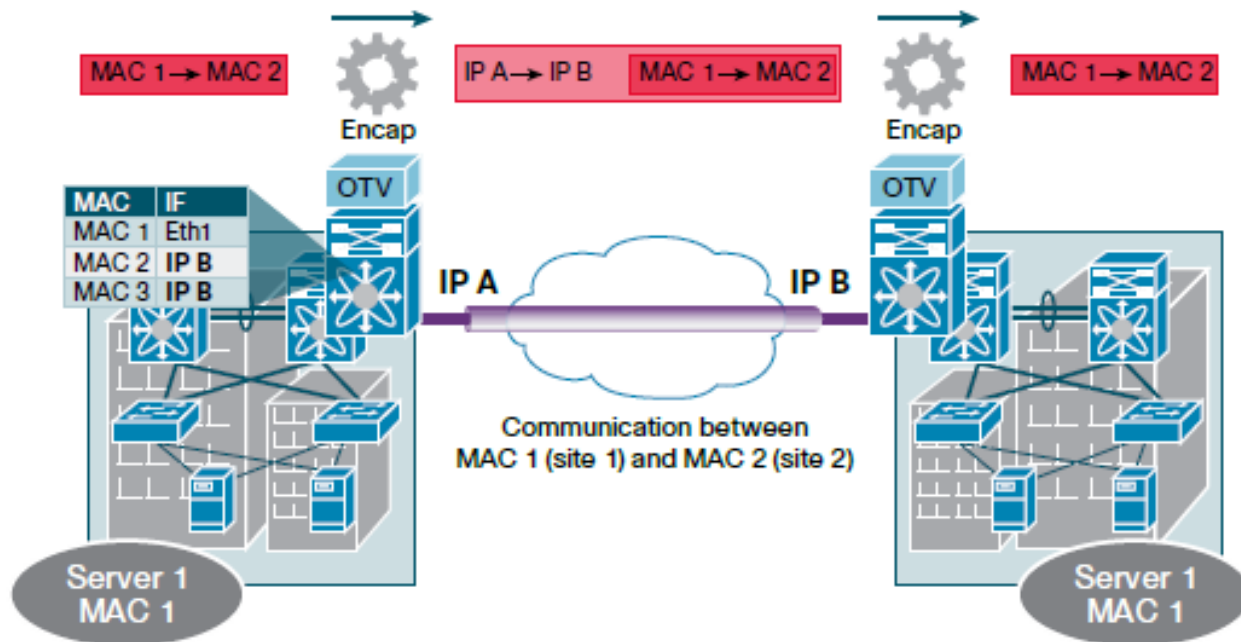 MAC 1→ MAC 2
IP A→ IP B
MAC 1→ MAC 2
MAC 1→ MAC 2
Encap
Encap
OTV
OTV
MAC IF
MAC 1 Eth1
MAC 2 IP B
MAC 3 IP B
IP A
IP B
Communication between
MAC 1 (site 1) and MAC 2 (site 2)
Server 1
MAC 1
Server 1
MAC 1